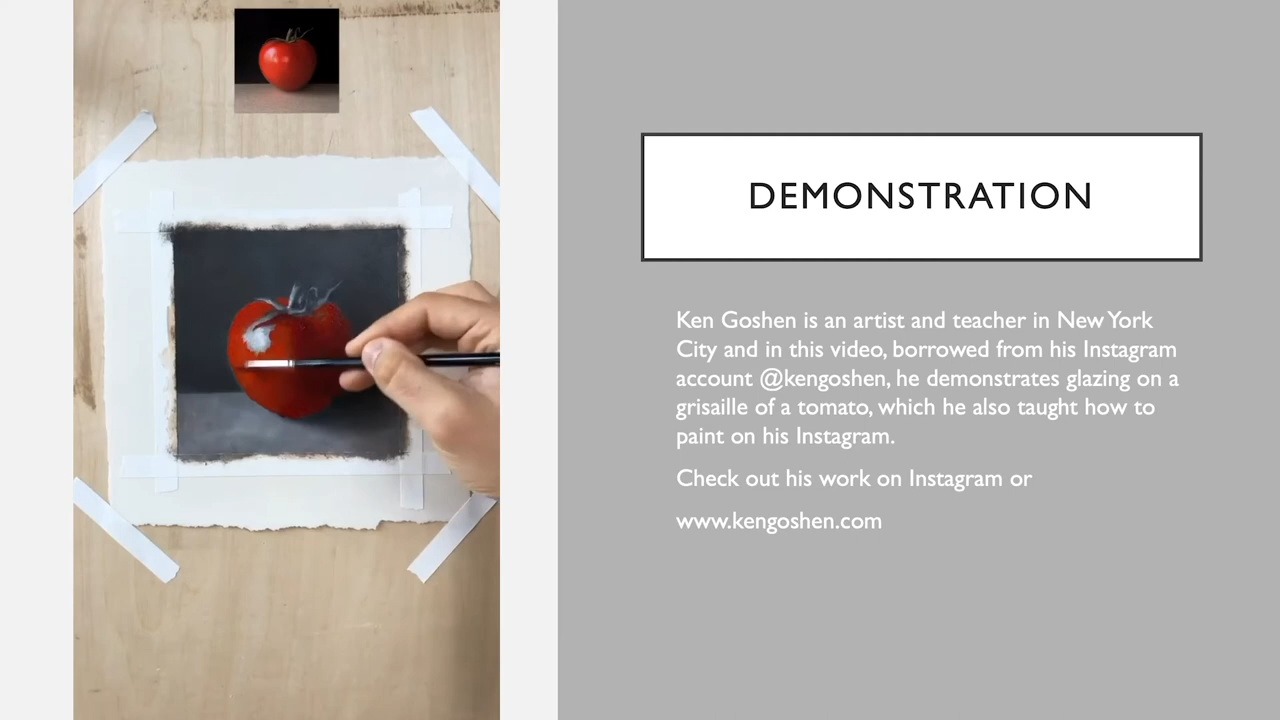 DEMONSTRATION
Ken Goshen is an artist and teacher in New York
City and in this video, borrowed from his Instagram
account @kengoshen, he demonstrates glazing on a
grisaille of a tomato, which he also taught how to
paint on his Instagram.
Check out his work on Instagram or
www.kengoshen.com